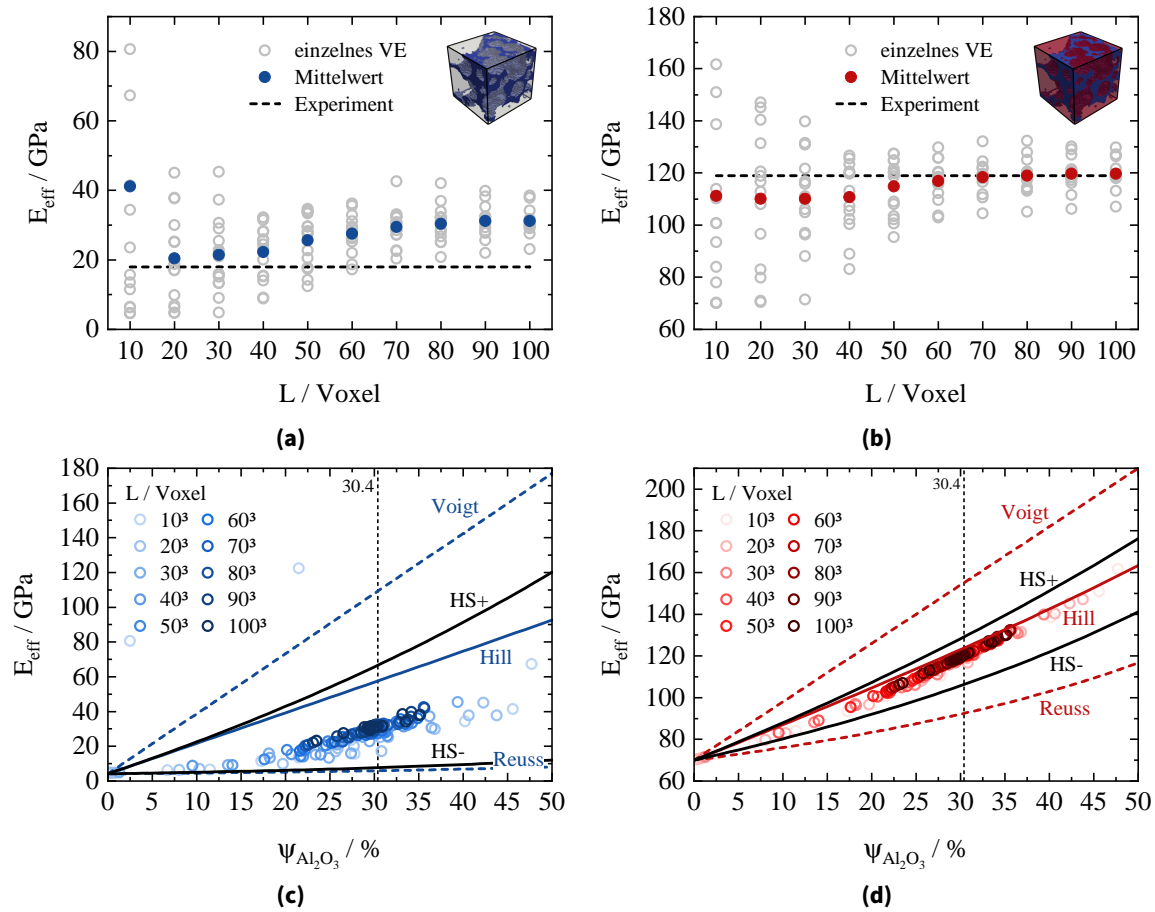 80
60
40
20
0
E_eff / GPa
einzelnes VE
Mittelwert
Experiment
10 20 30 40 50 60 70 80 90 100
L / Voxel
(a)
180
160
140
120
100
80
60
E_eff / GPa
einzelnes VE
Mittelwert
Experiment
10 20 30 40 50 60 70 80 90 100
L / Voxel
(b)
180
160
140
120
100
80
60
40
20
0
E_eff / GPa
L / Voxel
10³ 60³
20³ 70³
30³ 80³
40³ 90³
50³ 100³
30.4
Voigt
HS+
Hill
HS-
Reuss
0 5 10 15 20 25 30 35 40 45 50
Ψ_Al₂O₃ / %
(c)
200
180
160
140
120
100
80
60
E_eff / GPa
L / Voxel
10³ 60³
20³ 70³
30³ 80³
40³ 90³
50³ 100³
30.4
Voigt
HS+
Hill
HS-
Reuss
0 5 10 15 20 25 30 35 40 45 50
Ψ_Al₂O₃ / %
(d)